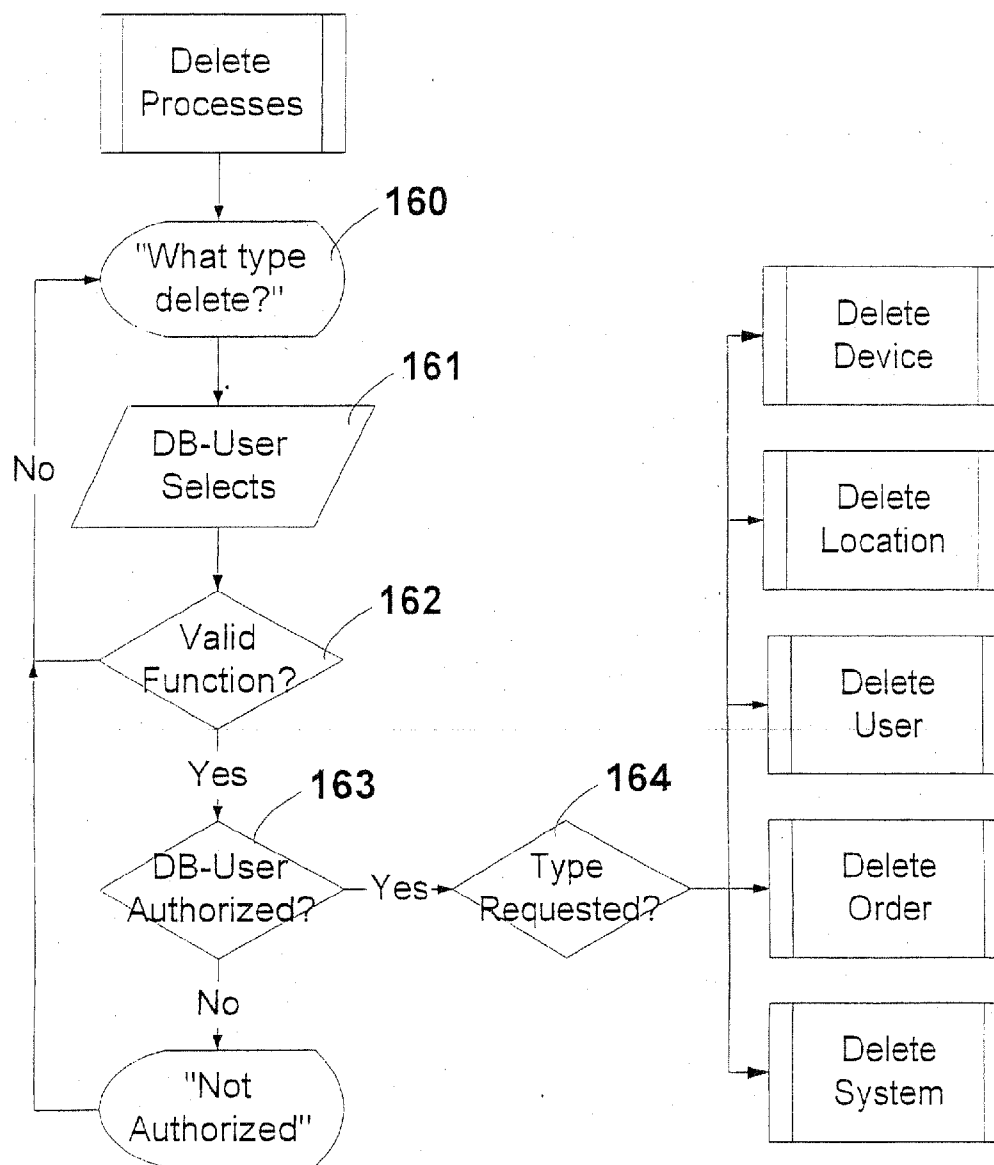 Delete
Processes
160
"What type
delete?"
161
DB-User
Selects
No
162
Valid
Function?
Yes
163
DB-User
Authorized?
Yes
164
Type
Requested?
No
"Not
Authorized"
Delete
Device
Delete
Location
Delete
User
Delete
Order
Delete
System